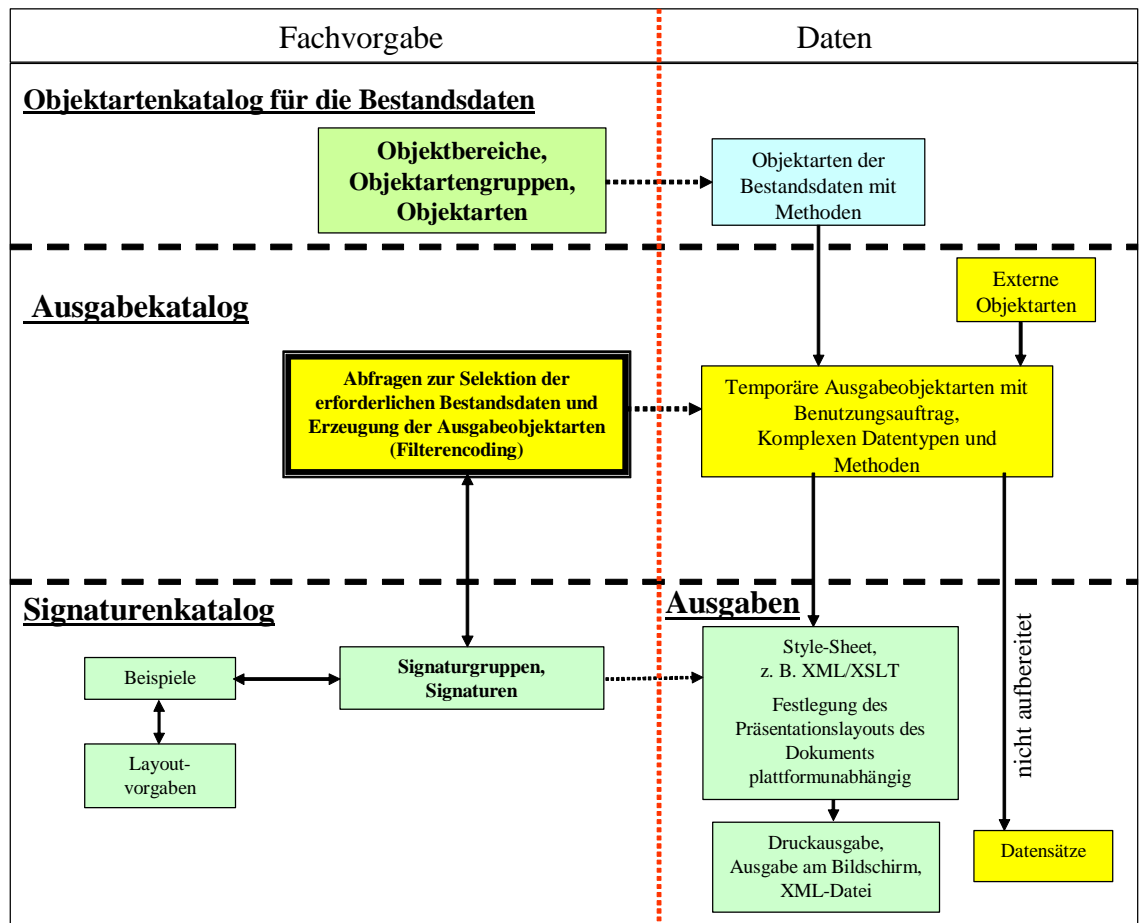 Fachvorgabe
Daten
Objektartenkatalog für die Bestandsdaten
Objektbereiche,
Objektartengruppen,
Objektarten
Objektarten der
Bestandsdaten mit
Methoden
Ausgabekatalog
Externe
Objektarten
Abfragen zur Selektion der
erforderlichen Bestandsdaten und
Erzeugung der Ausgabeobjektarten
(Filterencoding)
Temporäre Ausgabeobjektarten mit
Benutzungsauftrag,
Komplexen Datentypen und
Methoden
Signaturenkatalog
Ausgaben
Beispiele
Signaturgruppen,
Signaturen
Layout-
vorgaben
Style-Sheet,
z. B. XML/XSLT
Festlegung des
Präsentationslayouts des
Dokuments
plattformunabhängig
nicht aufbereitet
Druckausgabe,
Ausgabe am Bildschirm,
XML-Datei
Datensätze